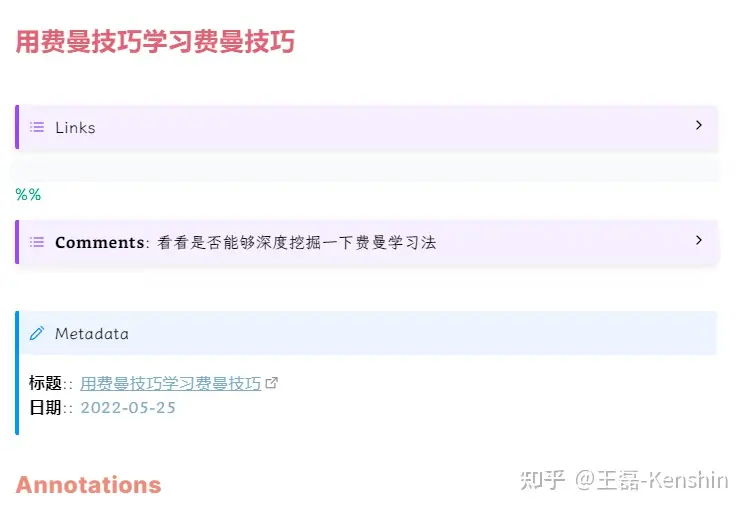 用费曼技巧学习费曼技巧
Links
%%
Comments: 看看是否能够深度挖掘一下费曼学习法
Metadata
标题:: 用费曼技巧学习费曼技巧
日期:: 2022-05-25
Annotations
知乎 @王磊-Kenshin